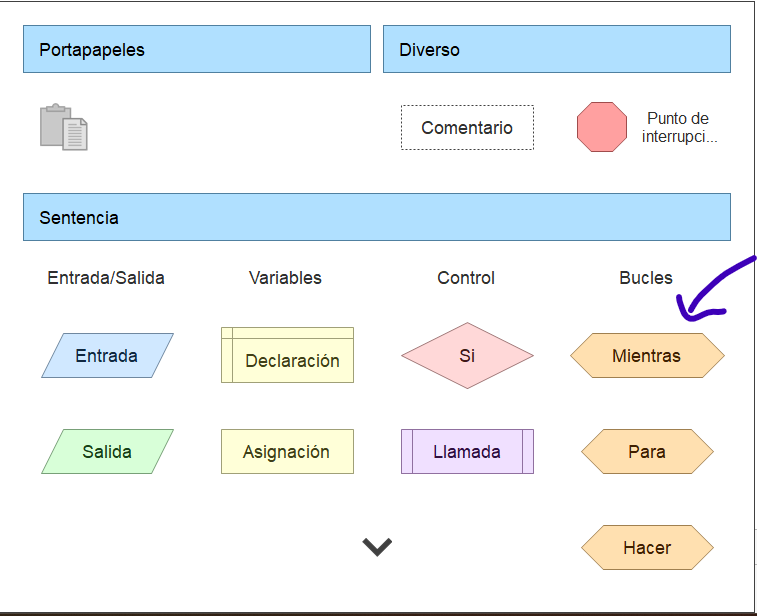 Portapapeles
Diverso
Comentario
Punto de
interrupci...
Sentencia
Entrada/Salida
Variables
Control
Bucles
Entrada
Declaración
Si
Mientras
Salida
Asignación
Llamada
Para
Hacer